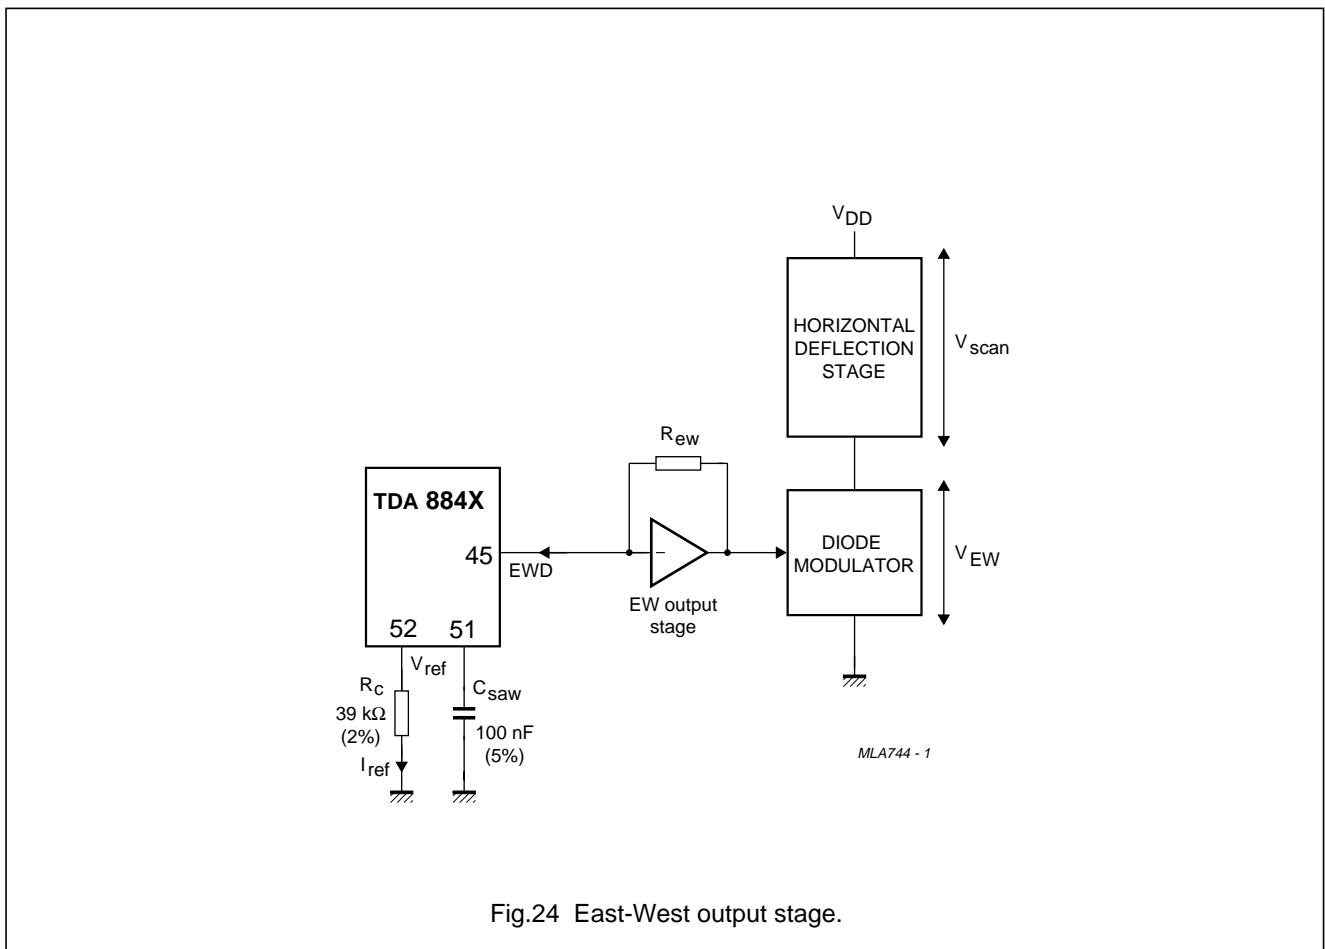 VDD
HORIZONTAL
DEFLECTION
STAGE
Vscan
Rew
TDA 884X
45
EWD
EW output
stage
DIODE
MODULATOR
VEW
52
51
Vref
RC
39 kΩ
(2%)
Iref
Csaw
100 nF
(5%)
MLA744 - 1
Fig.24 East-West output stage.